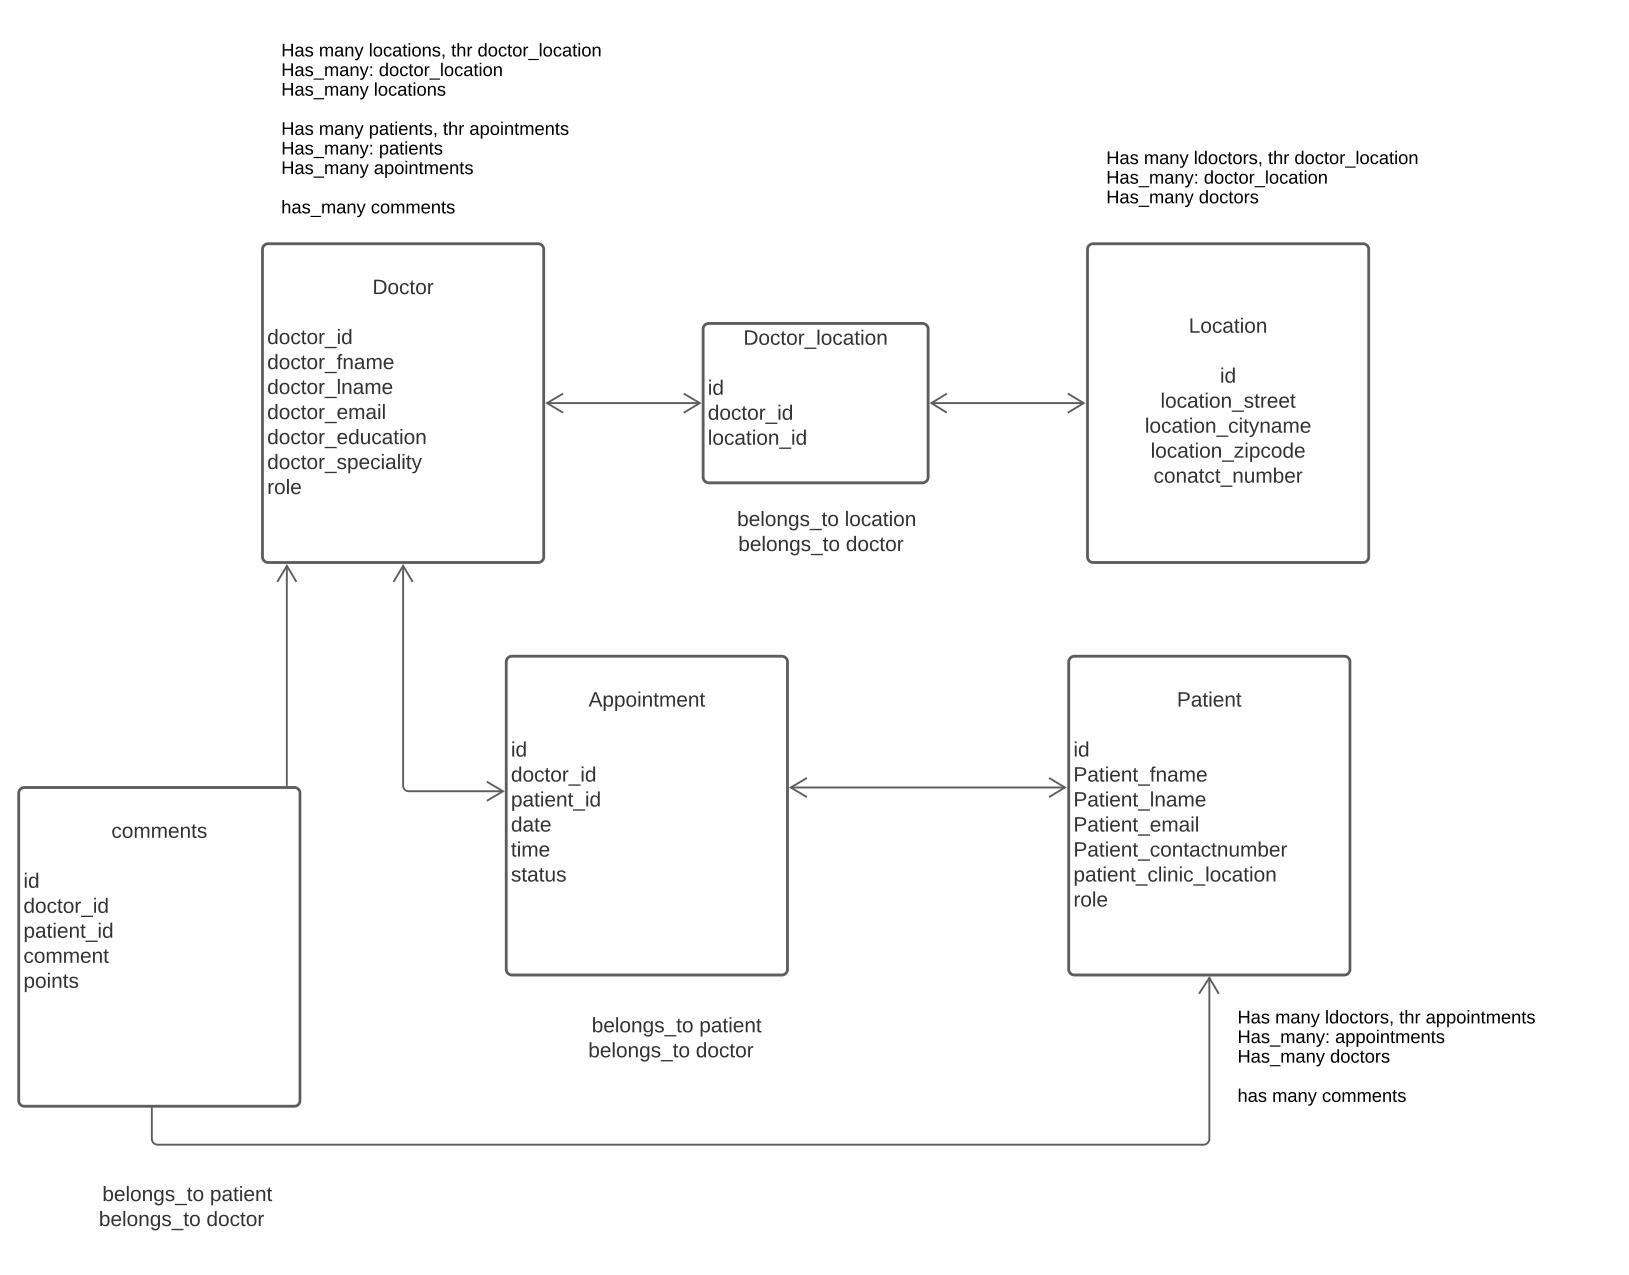 Has many locations, thr doctor_location
Has_many: doctor_location
Has_many locations
Has many patients, thr apointments
Has_many: patients
Has_many apointments
has_many comments
Has many ldoctors, thr doctor_location
Has_many: doctor_location
Has_many doctors
Doctor
doctor_id
doctor_fname
doctor_lname
doctor_email
doctor_education
doctor_speciality
role
Doctor_location
id
doctor_id
location_id
belongs_to location
belongs_to doctor
Location
id
location_street
location_cityname
location_zipcode
conatct_number
comments
id
doctor_id
patient_id
comment
points
belongs_to patient
belongs_to doctor
Appointment
id
doctor_id
patient_id
date
time
status
belongs_to patient
belongs_to doctor
Patient
id
Patient_fname
Patient_lname
Patient_email
Patient_contactnumber
patient_clinic_location
role
Has many ldoctors, thr appointments
Has_many: appointments
Has_many doctors
has many comments